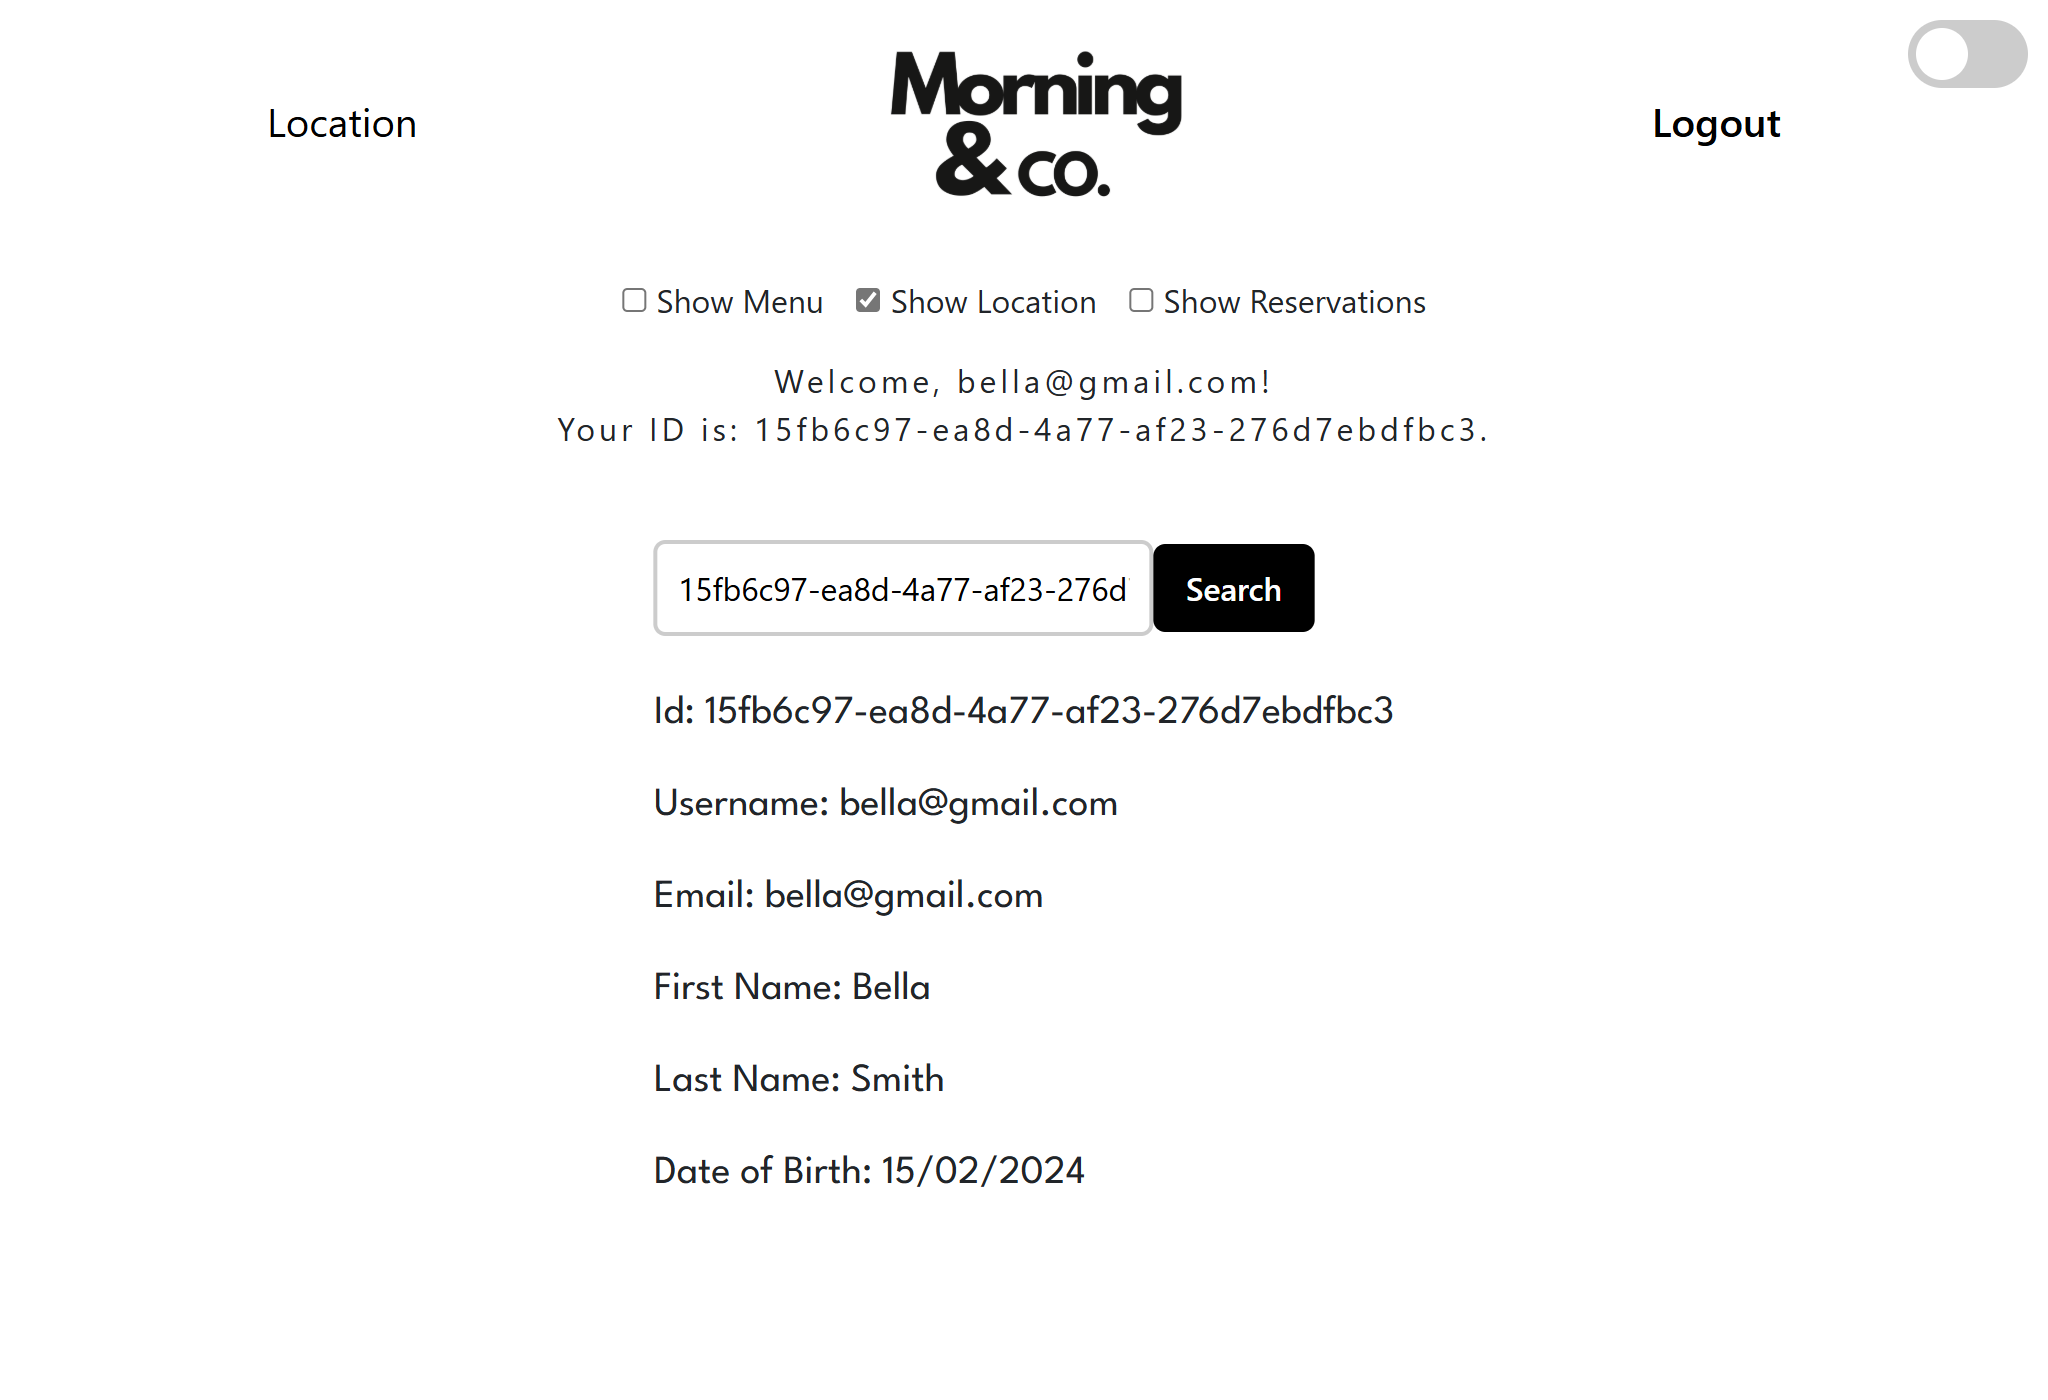 Location
Morning
& co.
Logout
Show Menu Show Location Show Reservations
Welcome, bella@gmail.com!
Your ID is: 15fb6c97-ea8d-4a77-af23-276d7ebdfbc3.
15fb6c97-ea8d-4a77-af23-276d
Search
Id: 15fb6c97-ea8d-4a77-af23-276d7ebdfbc3
Username: bella@gmail.com
Email: bella@gmail.com
First Name: Bella
Last Name: Smith
Date of Birth: 15/02/2024